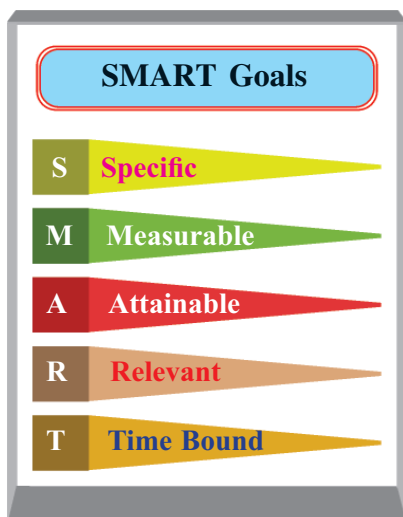 SMART Goals
S Specific
M Measurable
A Attainable
R Relevant
T Time Bound